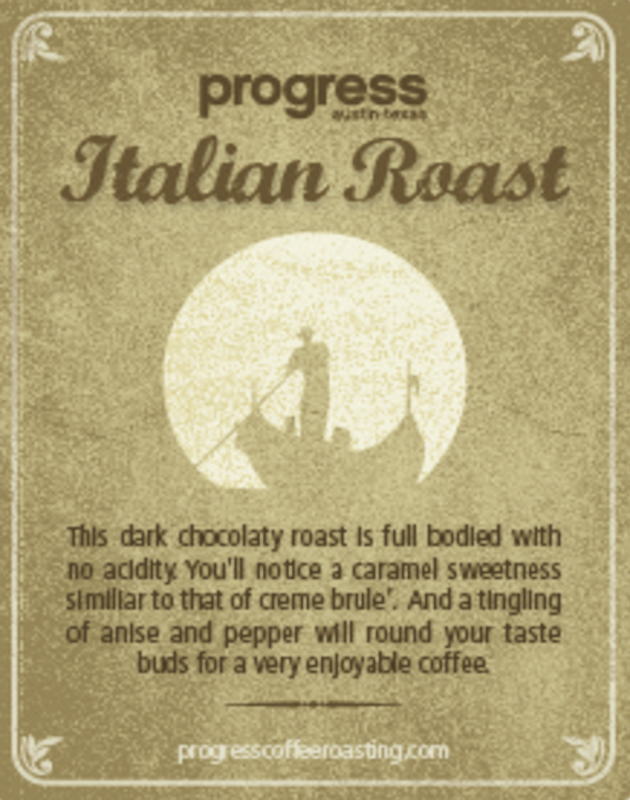 progress
austin-texas
Italian Roast
This dark chocolaty roast is full bodied with
no acidity. You'll notice a caramel sweetness
similiar to that of creme brule'. And a tingling
of anise and pepper will round your taste
buds for a very enjoyable coffee.
progresscoffeeroasting.com